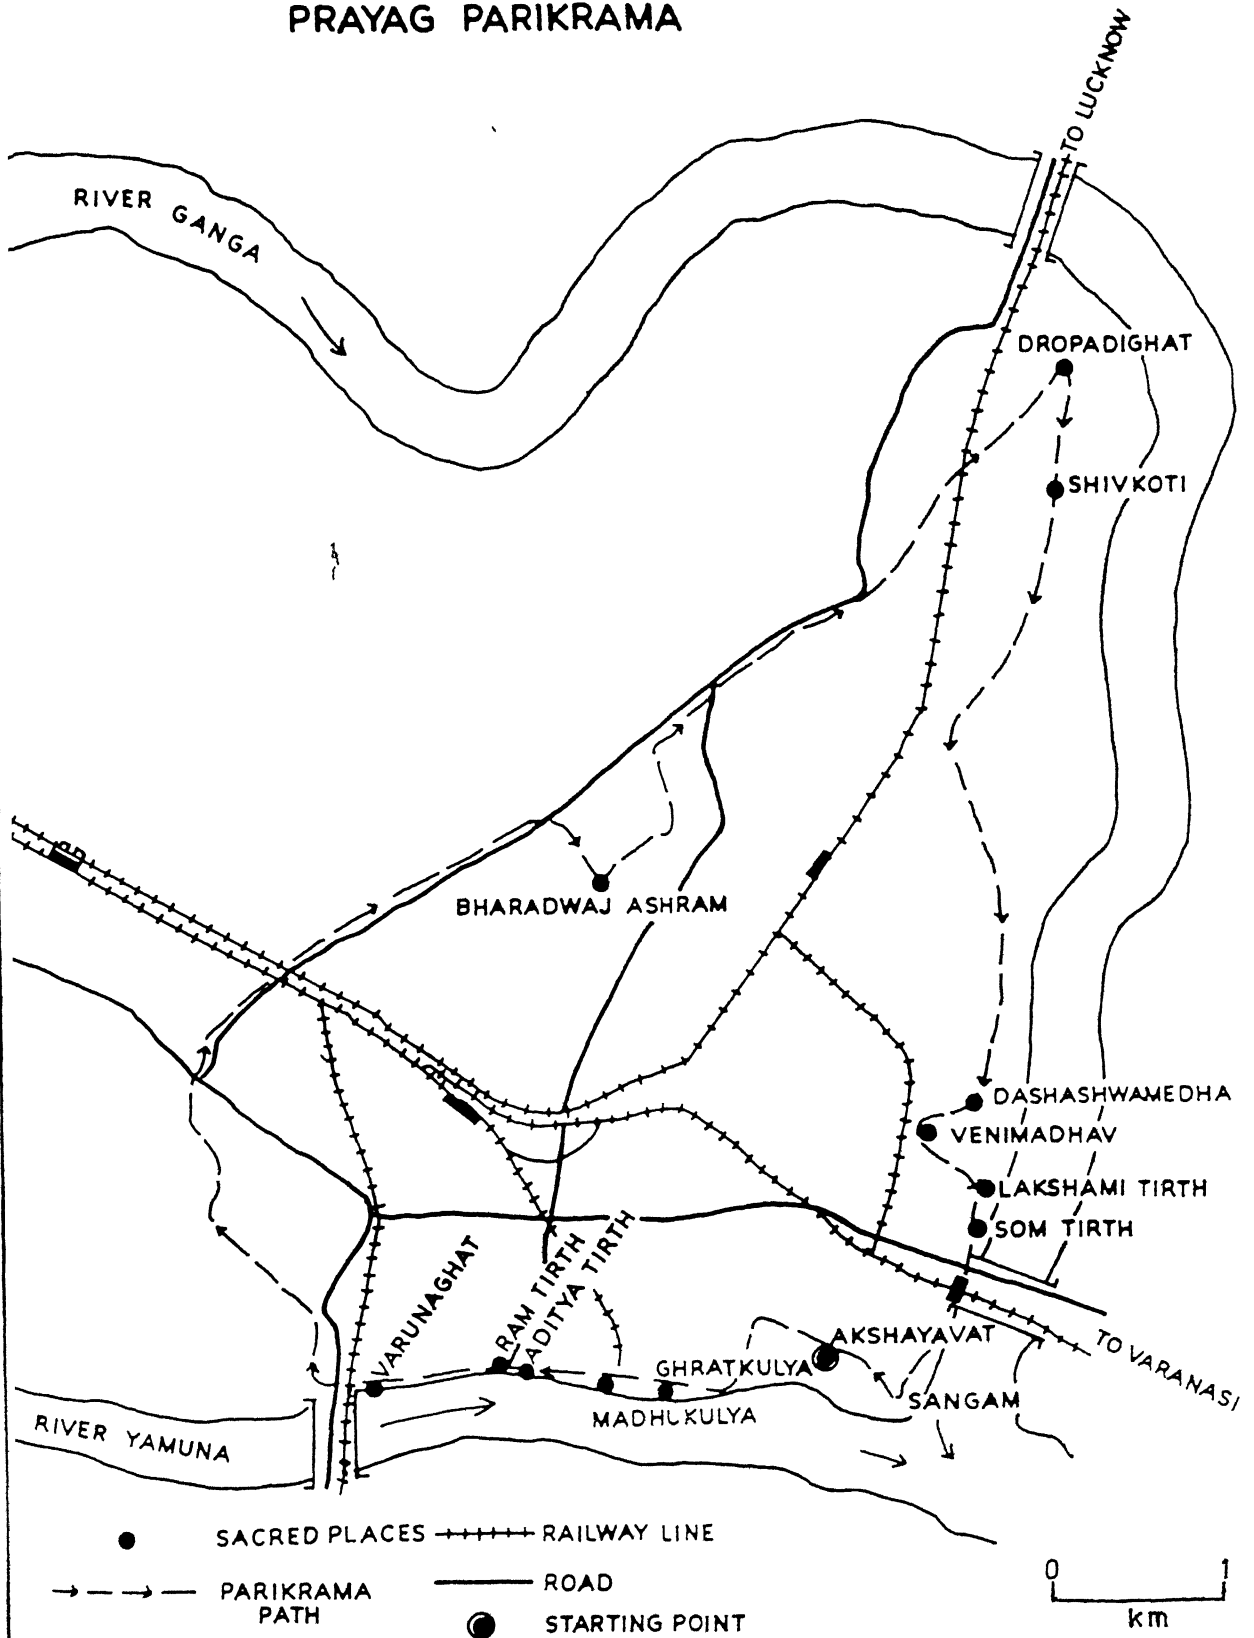 PRAYAG PARIKRAMA
TO LUCKNOW
RIVER GANGA
DROPADIGHAT
SHIVKOTI
BHARADWAJ ASHRAM
DASHASHWAMEDHA
VENIMADHAV
LAKSHAMI TIRTH
SOM TIRTH
VARUNAGHAT
RAM TIRTH
ADITYA TIRTH
AKSHAYAVAT
GHRATKULYA
TO VARANASI
SANGAM
MADHUKULYA
RIVER YAMUNA
SACRED PLACES
RAILWAY LINE
PARIKRAMA
PATH
ROAD
STARTING POINT
0 1
km